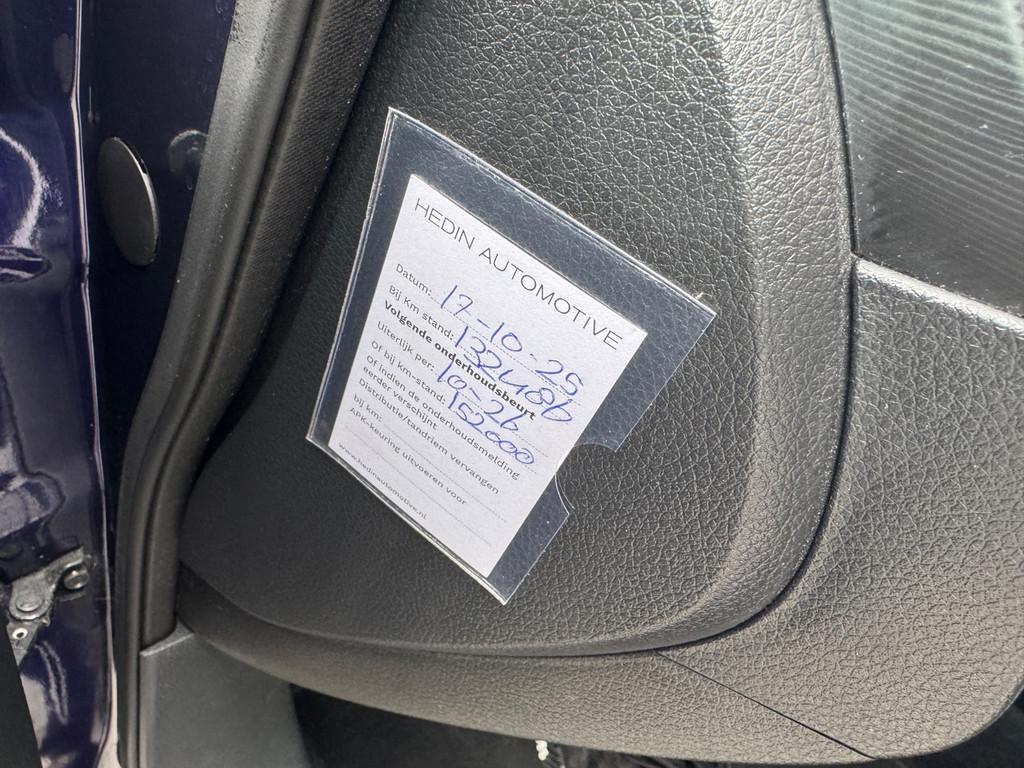 HEDIN AUTOMOTIVE
Datum: 17-10-25
Bij Km stand: 132486
Volgende onderhoudsbeurt
Uiterlijk per: 10-26
Of bij km-stand: 152000
Of indien de onderhoudsmelding
eerder verschijnt
Distributie/tandriem vervangen
bij km:
APK-keuring uitvoeren voor
www.hedinautomotive.nl